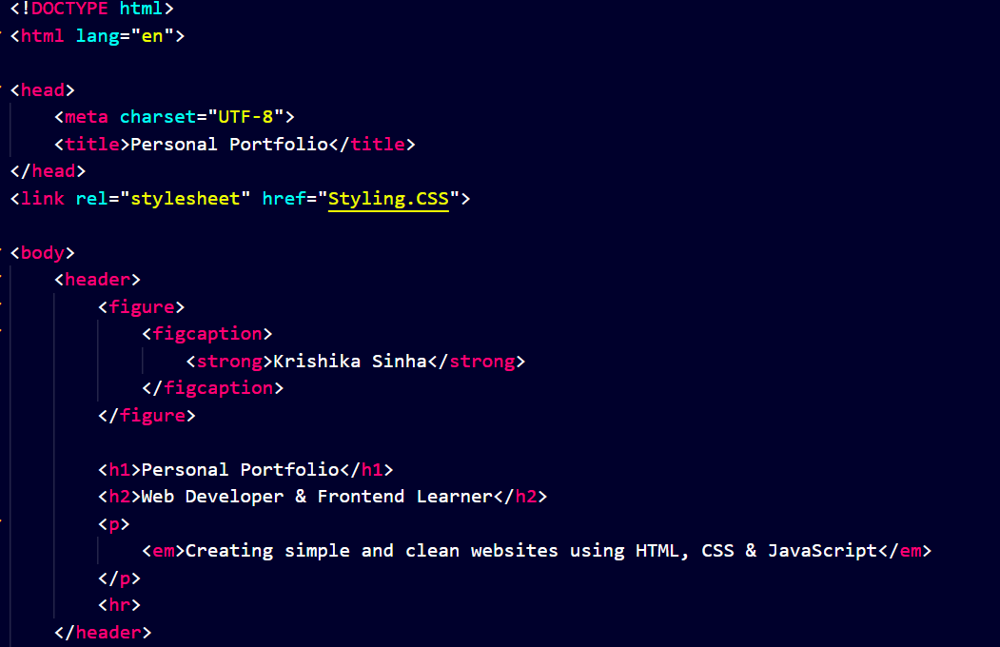 <!DOCTYPE html>
<html lang="en">
<head>
<meta charset="UTF-8">
<title>Personal Portfolio</title>
</head>
<link rel="stylesheet" href="Styling.CSS">
<body>
<header>
<figure>
<figcaption>
<strong>Krishika Sinha</strong>
</figcaption>
</figure>
<h1>Personal Portfolio</h1>
<h2>Web Developer & Frontend Learner</h2>
<p>
<em>Creating simple and clean websites using HTML, CSS & JavaScript</em>
</p>
<hr>
</header>